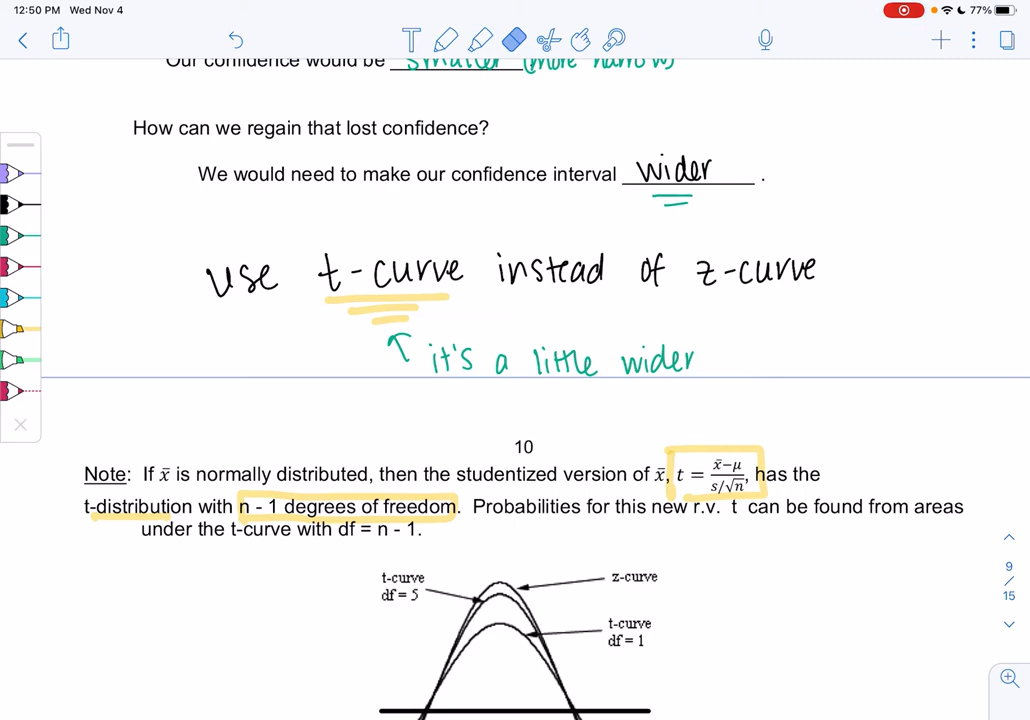 12:50 PM Wed Nov 4
77%
Our confidence would be smaller (more narrow)
How can we regain that lost confidence?
We would need to make our confidence interval wider .
use t-curve instead of z-curve
it's a little wider
10
Note: If x̄ is normally distributed, then the studentized version of x̄, t = x̄−μ / s/√n, has the
t-distribution with n - 1 degrees of freedom. Probabilities for this new r.v. t can be found from areas
under the t-curve with df = n - 1.
t-curve
df = 5
z-curve
t-curve
df = 1
9
/
15